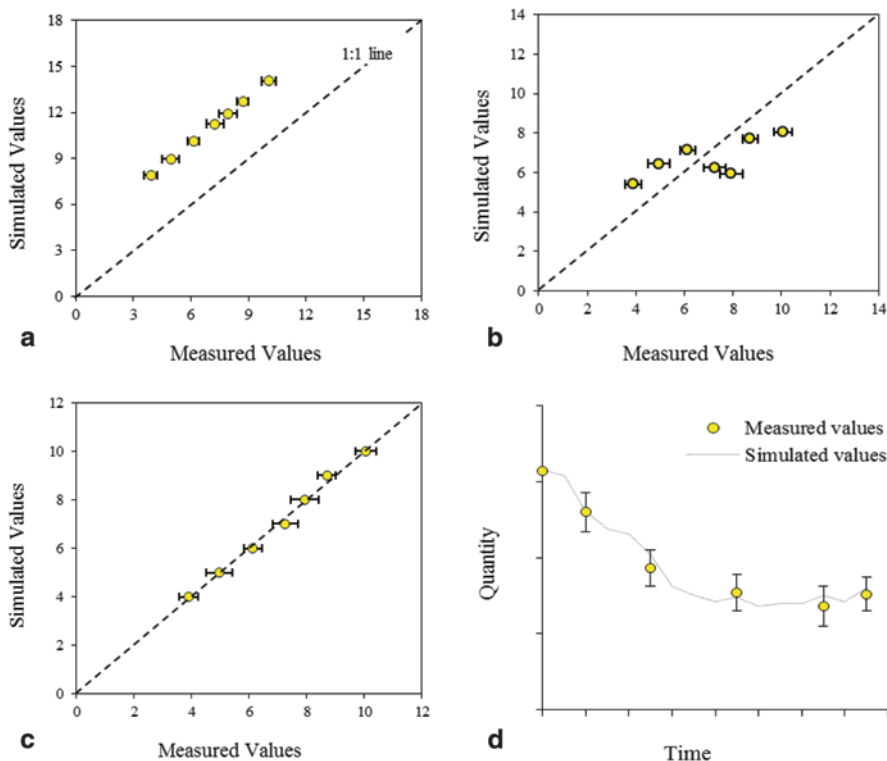 18
15
12
9
6
3
0
Simulated Values
1:1 line
0 3 6 9 12 15 18
a
Measured Values
14
12
10
8
6
4
2
0
Simulated Values
0 2 4 6 8 10 12 14
b
Measured Values
12
10
8
6
4
2
0
Simulated Values
0 2 4 6 8 10 12
c
Measured Values
Measured values
Simulated values
Quantity
d
Time